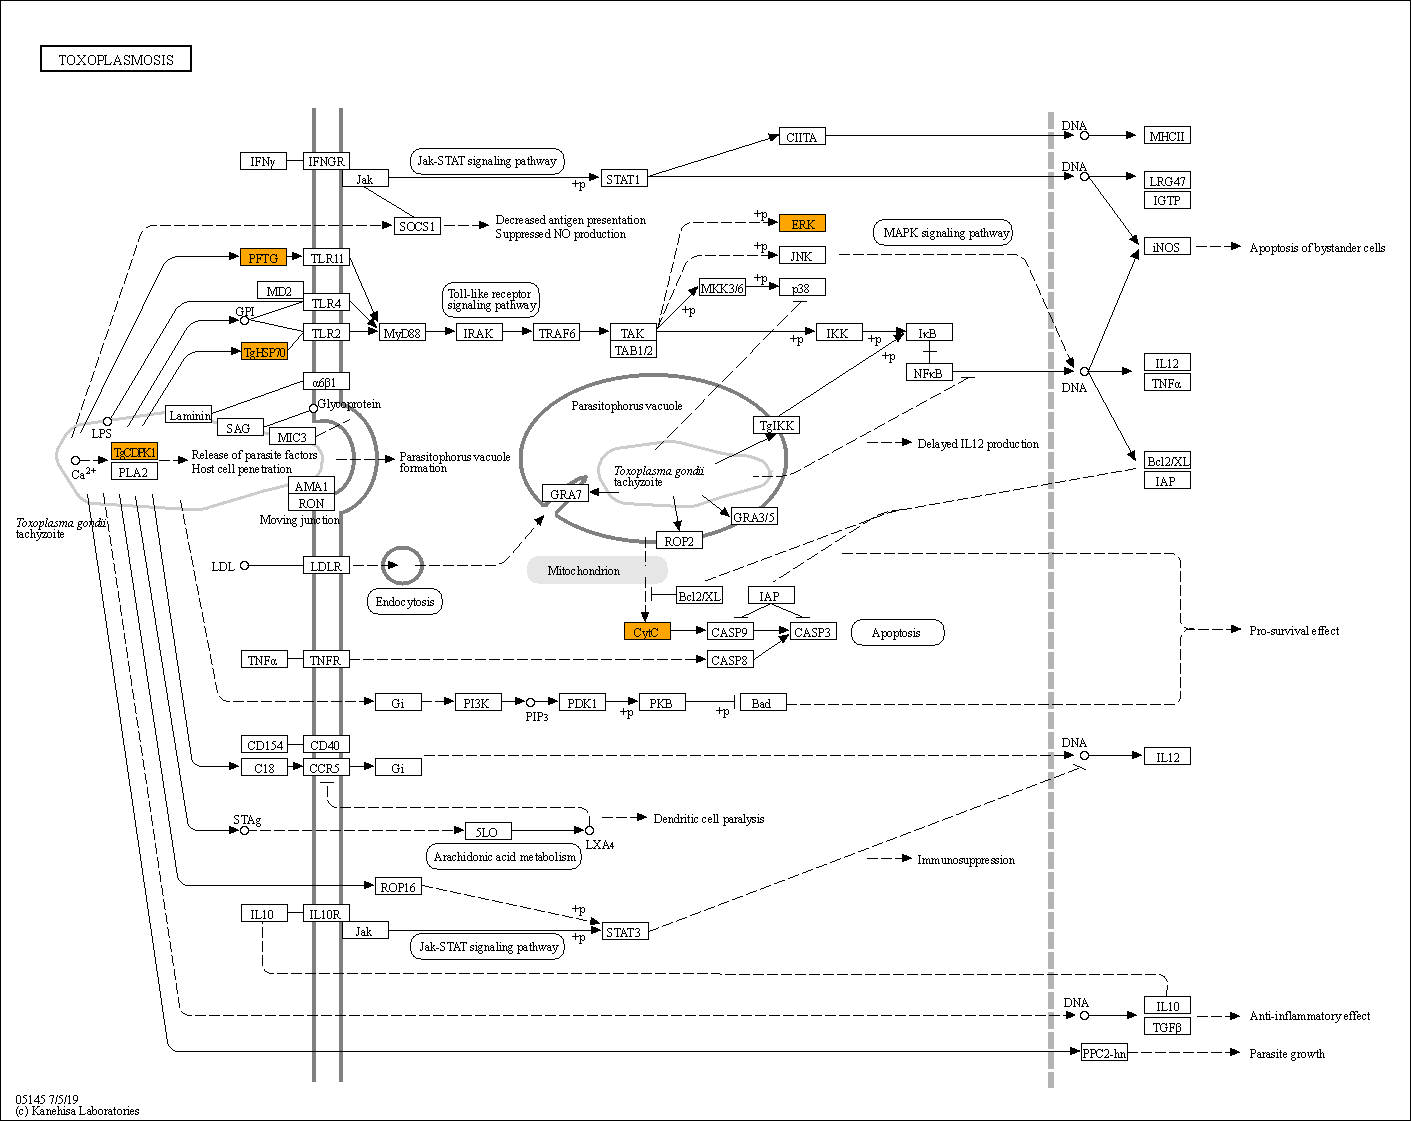 TOXOPLASMOSIS
DNA
CIITA
MHCII
IFNγ
IFNGR
Jak-STAT signaling pathway
Jak
+p
STAT1
DNA
LRG47
IGTP
SOCS1
Decreased antigen presentation
Suppressed NO production
+p
ERK
MAPK signaling pathway
iNOS
Apoptosis of bystander cells
PFTG
TLR11
+p
JNK
MD2
TLR4
Toll-like receptor
signaling pathway
MKK3/6
+p
p38
+p
GPI
TLR2
MyD88
IRAK
TRAF6
TAK
TAB1/2
+p
IKK
+p
IκB
+p
TgHSP70
NFκB
DNA
IL12
TNFα
α6β1
Glycoprotein
Laminin
SAG
MIC3
LPS
Parasitophorus vacuole
TgIKK
Delayed IL12 production
Ca2+
TgCDPK1
PLA2
Release of parasite factors
Host cell penetration
Parasitophorus vacuole
formation
Toxoplasma gondii
tachyzoite
Bcl2/XL
IAP
AMA1
RON
Moving junction
GRA7
GRA3/5
ROP2
Toxoplasma gondii
tachyzoite
LDL
LDLR
Endocytosis
Mitochondrion
Bcl2/XL
IAP
CytC
CASP9
CASP3
Apoptosis
Pro-survival effect
TNFα
TNFR
CASP8
Gi
PI3K
PIP3
PDK1
+p
PKB
+p
Bad
CD154
CD40
DNA
IL12
C18
CCR5
Gi
STAg
5LO
LXA4
Dendritic cell paralysis
Arachidonic acid metabolism
Immunosuppression
ROP16
+p
IL10
IL10R
Jak
+p
STAT3
Jak-STAT signaling pathway
DNA
IL10
TGFβ
Anti-inflammatory effect
PPC2-hn
Parasite growth
05145 7/5/19
(c) Kanehisa Laboratories